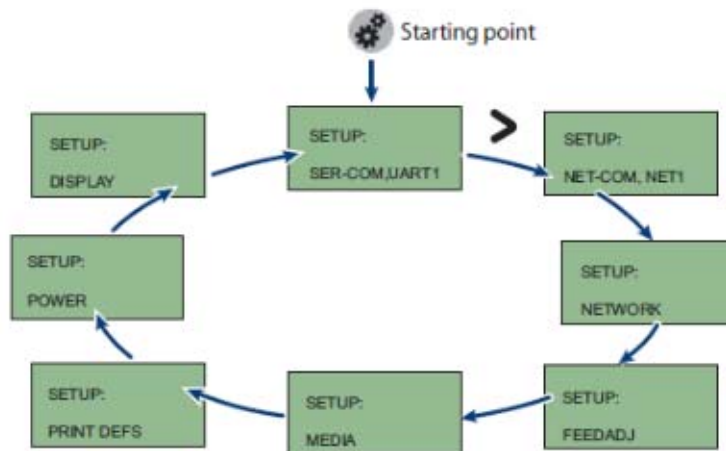 Starting point
SETUP:
SER-COM,UART1
>
SETUP:
NET-COM, NET1
SETUP:
NETWORK
SETUP:
FEEDADJ
SETUP:
MEDIA
SETUP:
PRINT DEFS
SETUP:
POWER
SETUP:
DISPLAY